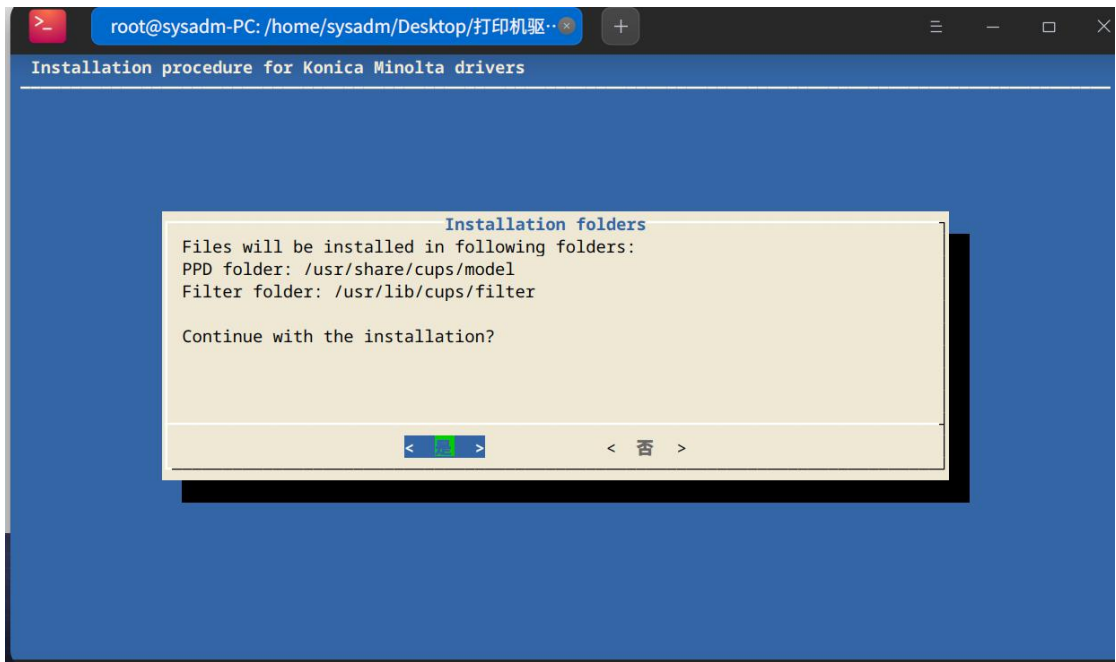 root@sysadm-PC: /home/sysadm/Desktop/打印机驱··
Installation procedure for Konica Minolta drivers
Installation folders
Files will be installed in following folders:
PPD folder: /usr/share/cups/model
Filter folder: /usr/lib/cups/filter
Continue with the installation?
< 是 > < 否 >